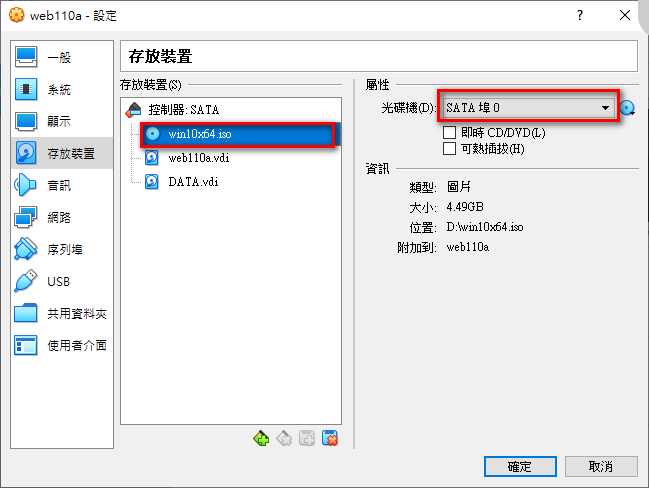 web110a - 設定
?
一般
系統
顯示
存放裝置
音訊
網路
序列埠
USB
共用資料夾
使用者介面
存放裝置
存放裝置(S)
控制器: SATA
win10x64.iso
web110a.vdi
DATA.vdi
屬性
光碟機(D): SATA 埠 0
即時 CD/DVD(L)
可熱插拔(H)
資訊
類型: 圖片
大小: 4.49GB
位置: D:\win10x64.iso
附加到: web110a
確定
取消